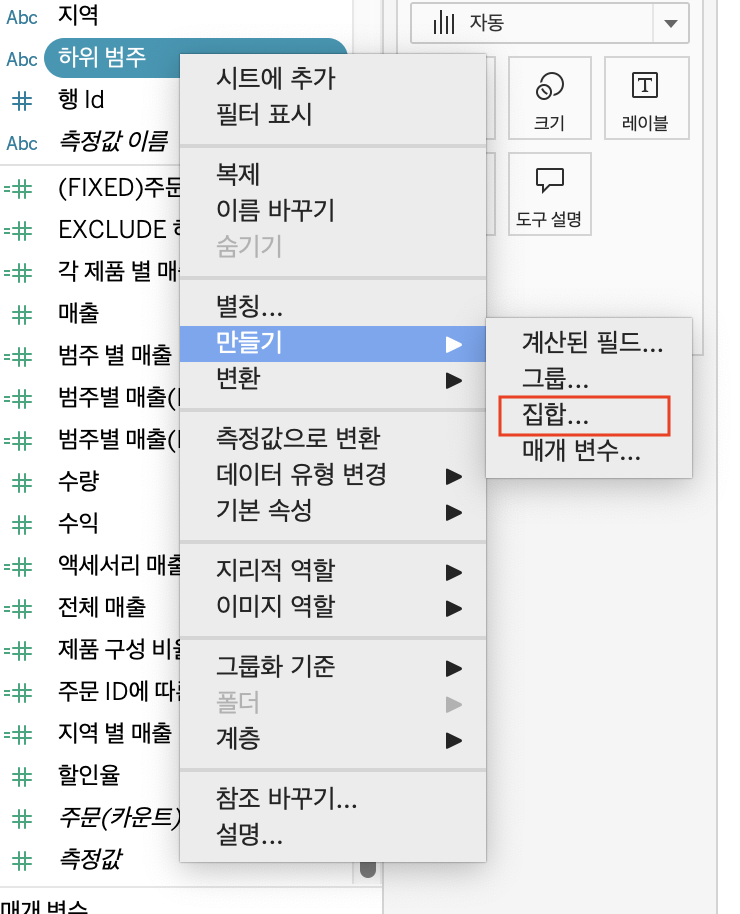 Abc 지역
Abc 하위 범주
행 Id
Abc 측정값 이름
(FIXED)주문
EXCLUDE
각 제품 별 매
매출
범주 별 매출
범주별 매출(
범주별 매출(
수량
수익
액세서리 매출
전체 매출
제품 구성 비율
주문 ID에 따른
지역 별 매출
할인율
주문(카운트)
측정값
매개 변수
시트에 추가
필터 표시
복제
이름 바꾸기
숨기기
별칭...
만들기
변환
측정값으로 변환
데이터 유형 변경
기본 속성
지리적 역할
이미지 역할
그룹화 기준
폴더
계층
참조 바꾸기...
설명...
계산된 필드...
그룹...
집합...
매개 변수...
자동
크기
레이블
도구 설명